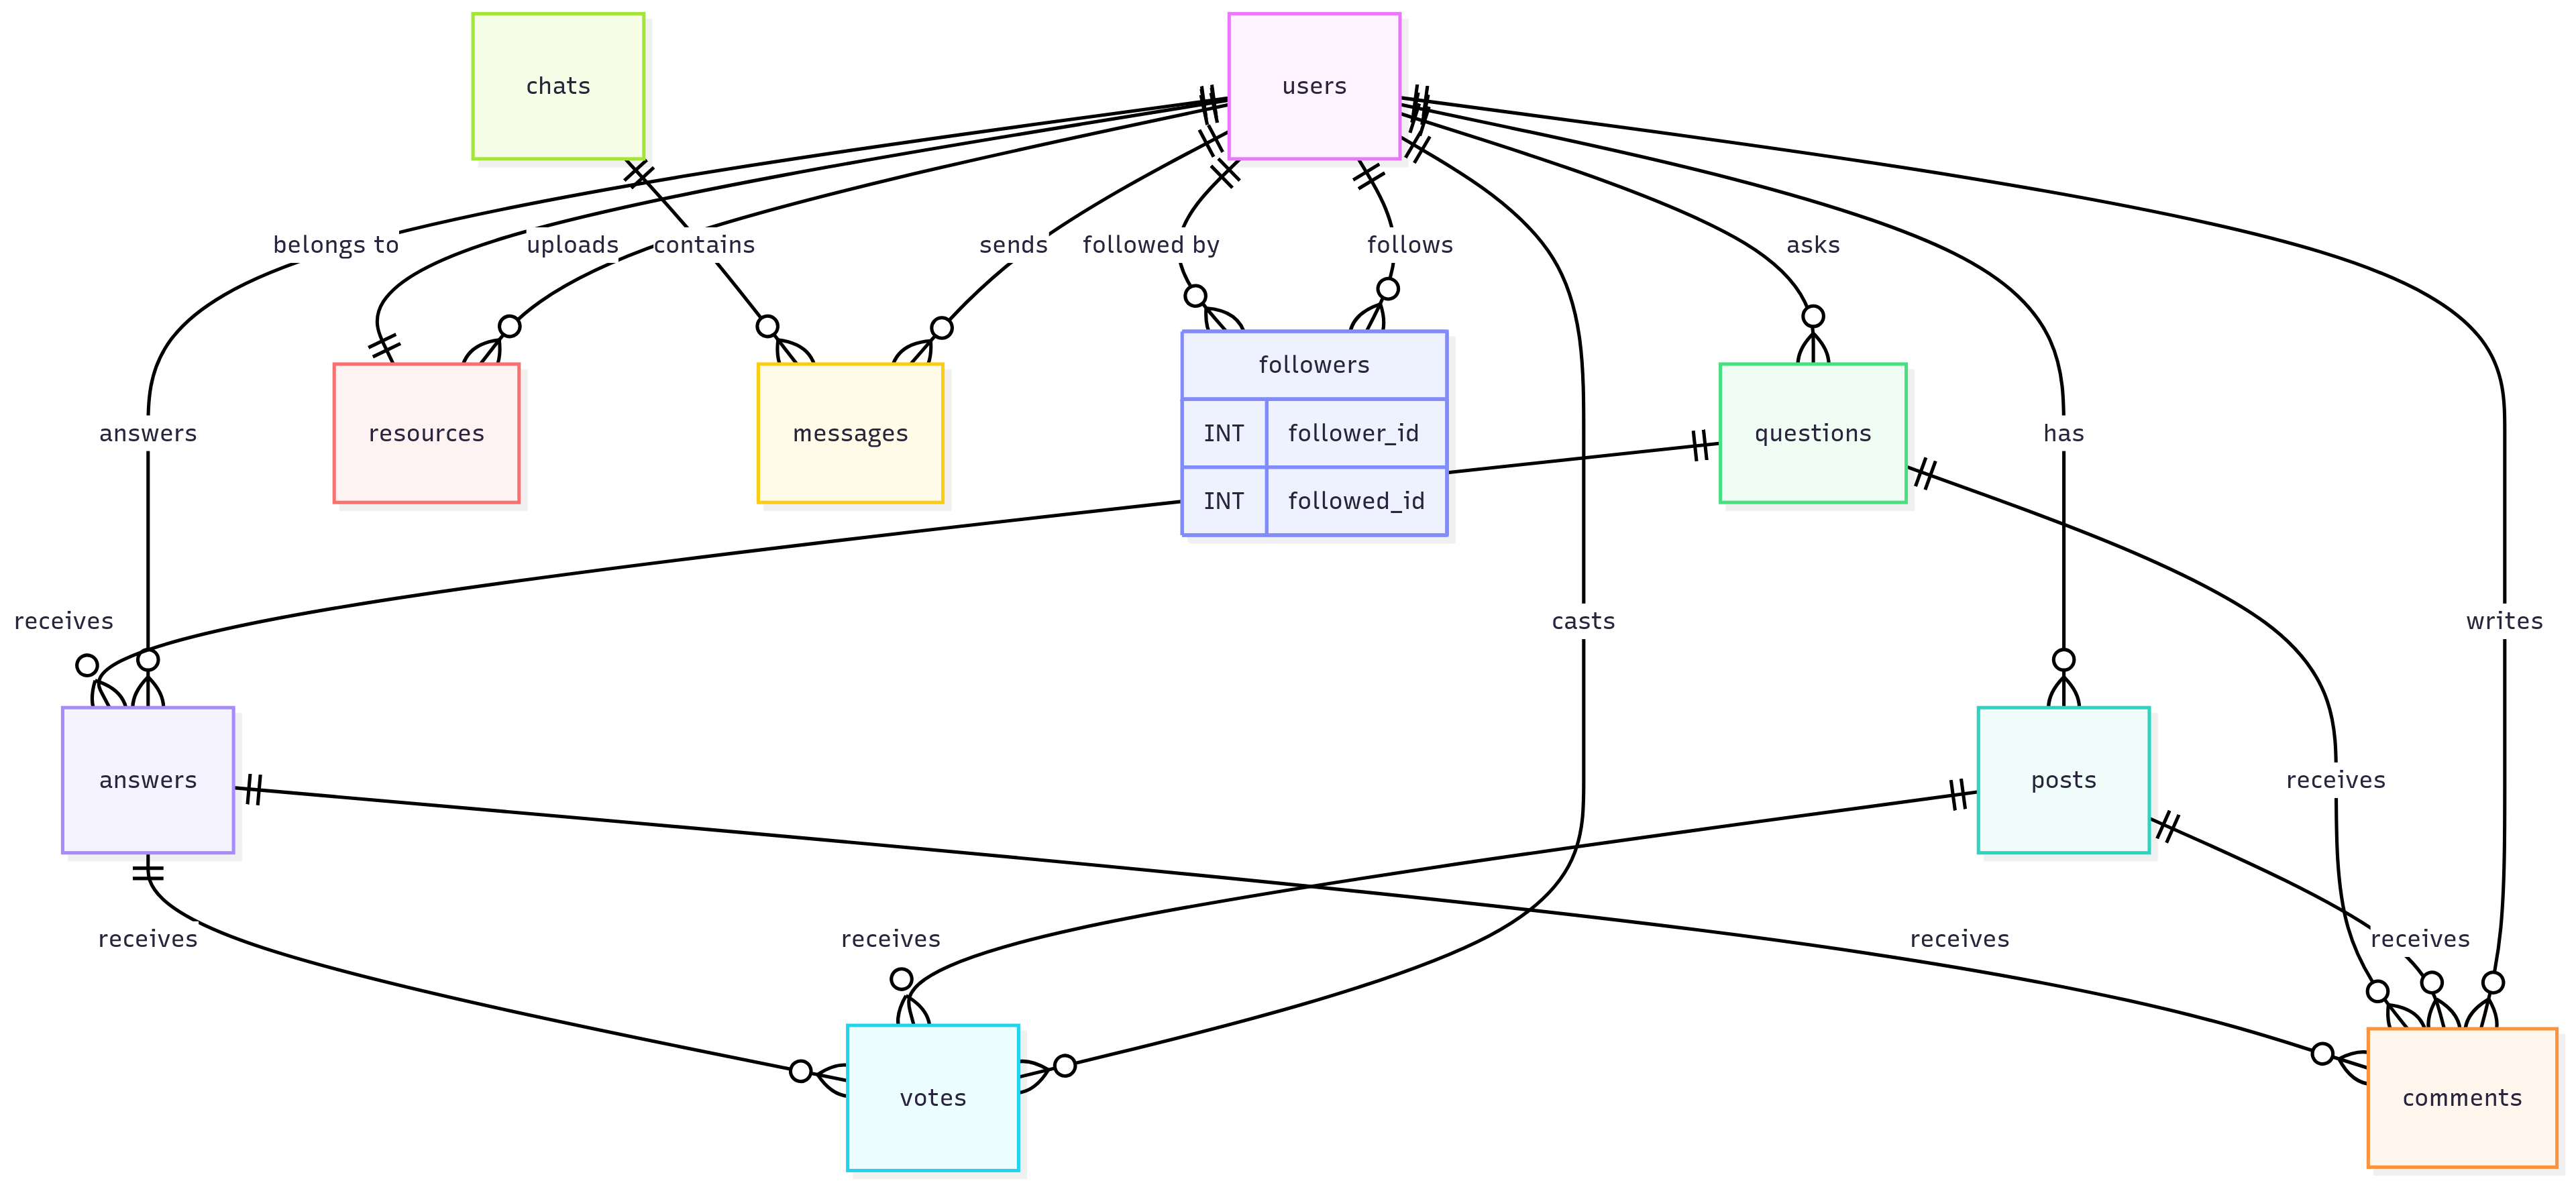 chats
users
belongs to
uploads
contains
sends
followed by
follows
asks
answers
resources
messages
followers
INT follower_id
INT followed_id
questions
has
receives
casts
writes
answers
posts
receives
receives
receives
receives
receives
votes
comments